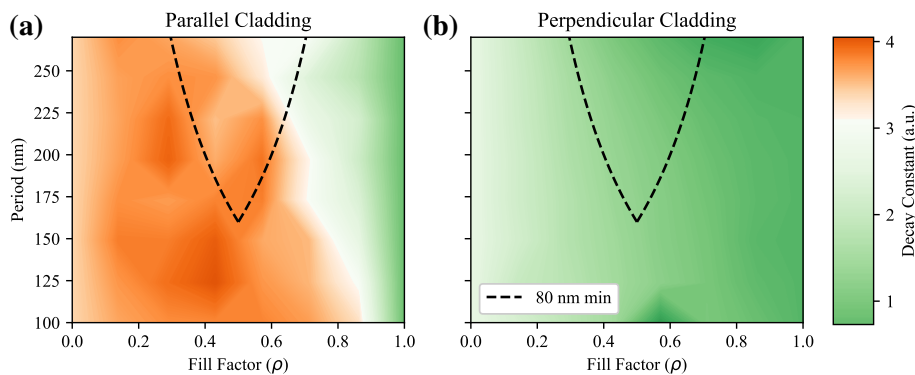 (a)
Parallel Cladding
(b)
Perpendicular Cladding
Period (nm)
250
225
200
175
150
125
100
0.0 0.2 0.4 0.6 0.8 1.0
Fill Factor (ρ)
80 nm min
0.0 0.2 0.4 0.6 0.8 1.0
Fill Factor (ρ)
4
3
2
1
Decay Constant (a.u.)